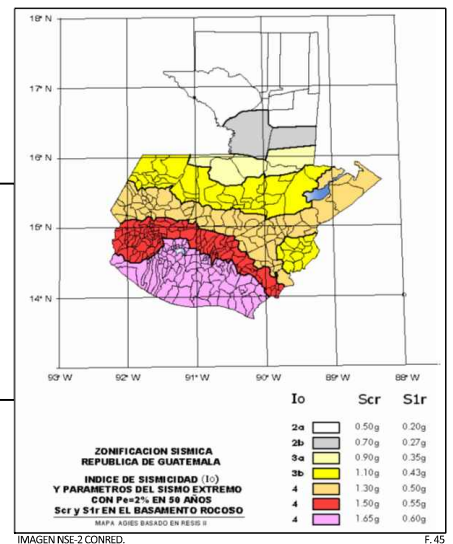 18° N
17° N
16° N
15° N
14° N
93° W 92° W 91° W 90° W 89° W 88° W
Io Scr S1r
2a 0.50g 0.20g
2b 0.70g 0.27g
3a 0.90g 0.35g
3b 1.10g 0.43g
4 1.30g 0.50g
4 1.50g 0.55g
4 1.65g 0.60g
ZONIFICACION SISMICA
REPUBLICA DE GUATEMALA
INDICE DE SISMICIDAD (Io)
Y PARAMETROS DEL SISMO EXTREMO
CON Pe=2% EN 50 AÑOS
Scr y S1r EN EL BASAMENTO ROCOSO
MAPA AGIES BASADO EN RESIS II
IMAGEN NSE-2 CONRED. F. 45